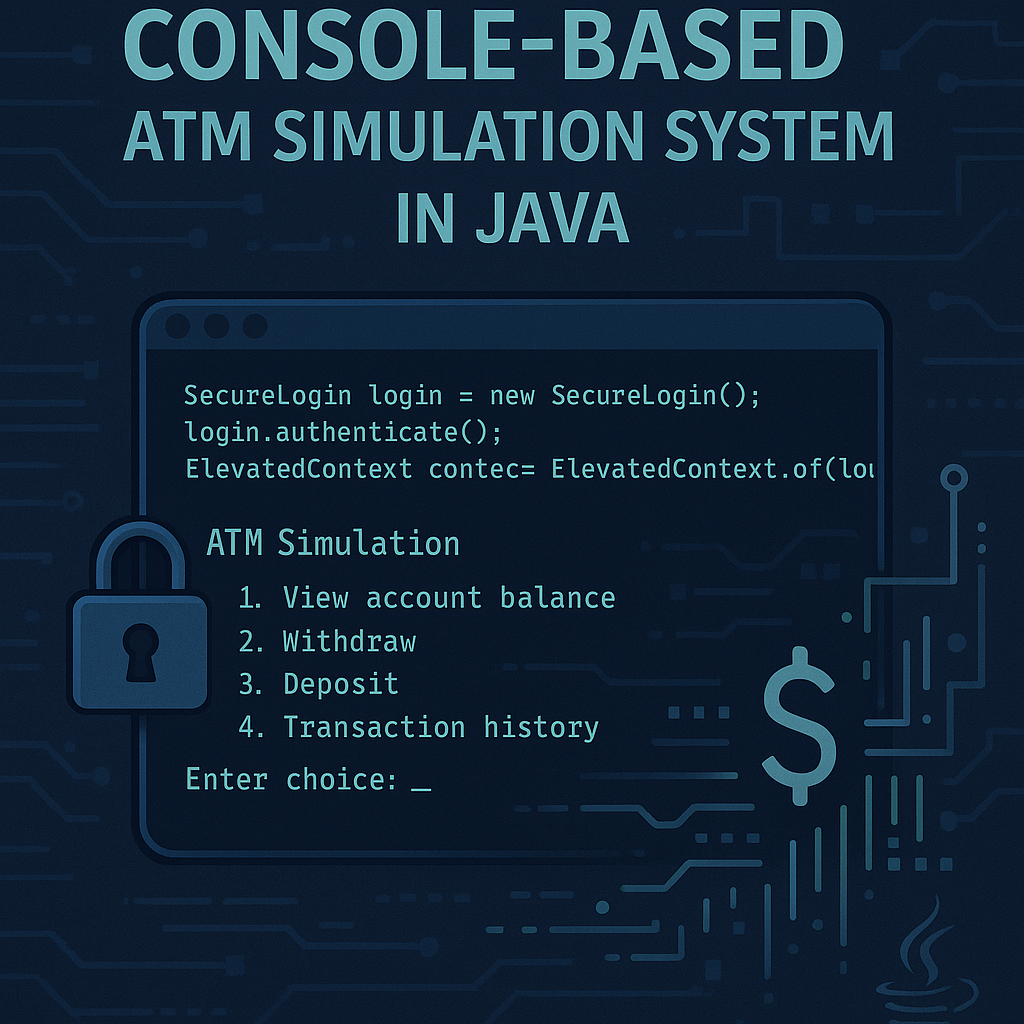 CONSOLE-BASED
ATM SIMULATION SYSTEM
IN JAVA
SecureLogin login = new SecureLogin();
login.authenticate();
ElevatedContext contec= ElevatedContext.of(lou
ATM Simulation
1. View account balance
2. Withdraw
3. Deposit
4. Transaction history
Enter choice: _
$